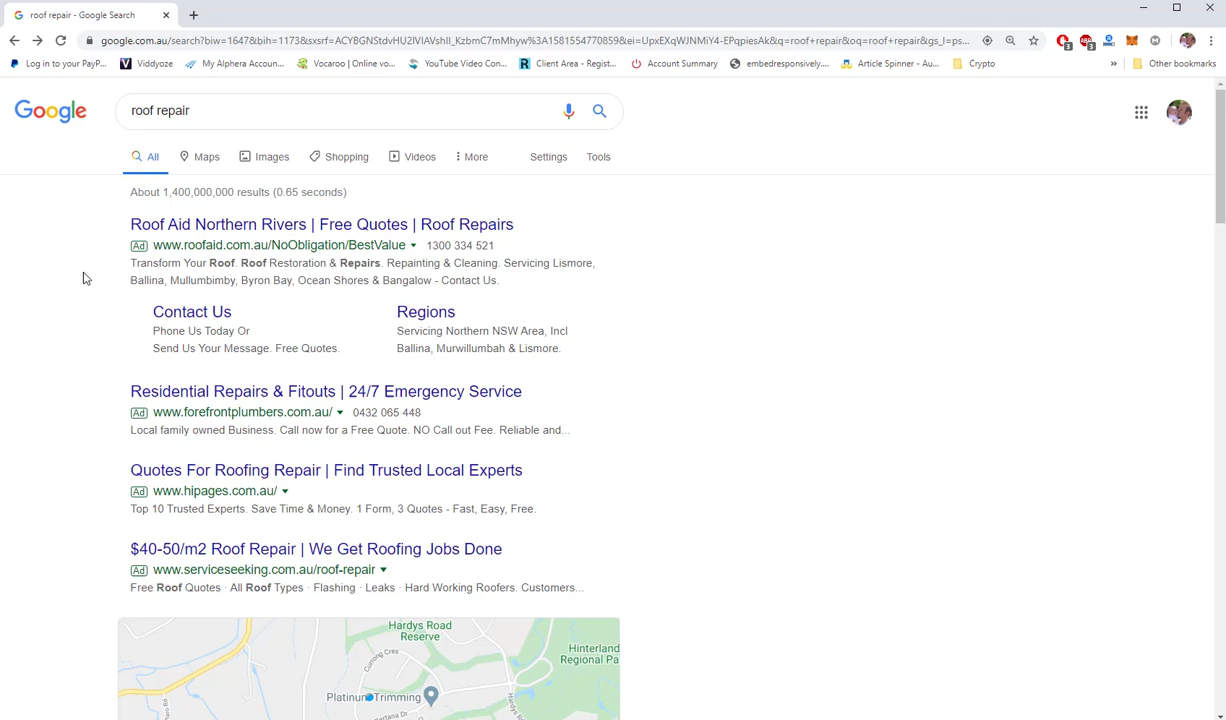 roof repair - Google Search
google.com.au/search?biw=1647&bih=1173&sxsrf=ACYBGNStdvHU2IVIAVshII_KzbmC7mMhyw%3A1581554770859&ei=UpxEXqWJNMiY4-EPqpiesAk&q=roof+repair&oq=roof+repair&gs_l=ps...
Log in to your PayP... Viddyoze My Alphera Accoun... Vocaroo | Online vo... YouTube Video Con... Client Area - Regist... Account Summary embedresponsively.... Article Spinner - Au... Crypto » Other bookmarks
Google roof repair
All Maps Images Shopping Videos More Settings Tools
About 1,400,000,000 results (0.65 seconds)
Roof Aid Northern Rivers | Free Quotes | Roof Repairs
Ad www.roofaid.com.au/NoObligation/BestValue 1300 334 521
Transform Your Roof. Roof Restoration & Repairs. Repainting & Cleaning. Servicing Lismore,
Ballina, Mullumbimby, Byron Bay, Ocean Shores & Bangalow - Contact Us.
Contact Us
Phone Us Today Or
Send Us Your Message. Free Quotes.
Regions
Servicing Northern NSW Area, Incl
Ballina, Murwillumbah & Lismore.
Residential Repairs & Fitouts | 24/7 Emergency Service
Ad www.forefrontplumbers.com.au/ 0432 065 448
Local family owned Business. Call now for a Free Quote. NO Call out Fee. Reliable and...
Quotes For Roofing Repair | Find Trusted Local Experts
Ad www.hipages.com.au/
Top 10 Trusted Experts. Save Time & Money. 1 Form, 3 Quotes - Fast, Easy, Free.
$40-50/m2 Roof Repair | We Get Roofing Jobs Done
Ad www.serviceseeking.com.au/roof-repair
Free Roof Quotes · All Roof Types · Flashing · Leaks · Hard Working Roofers. Customers...
Hardys Road
Reserve
Hinterland
Regional Pa
Currong Cres
Platinum Trimming